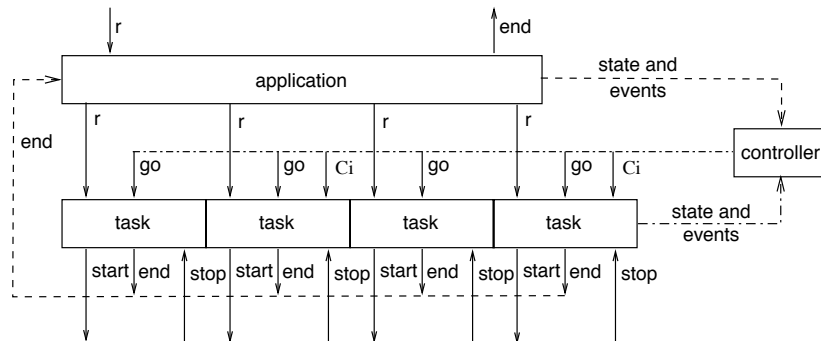 r end
application
state and
events
r r r r
end
controller
go go Ci go go Ci
task task task task
state and
events
start end stop start end stop start end stop start end stop